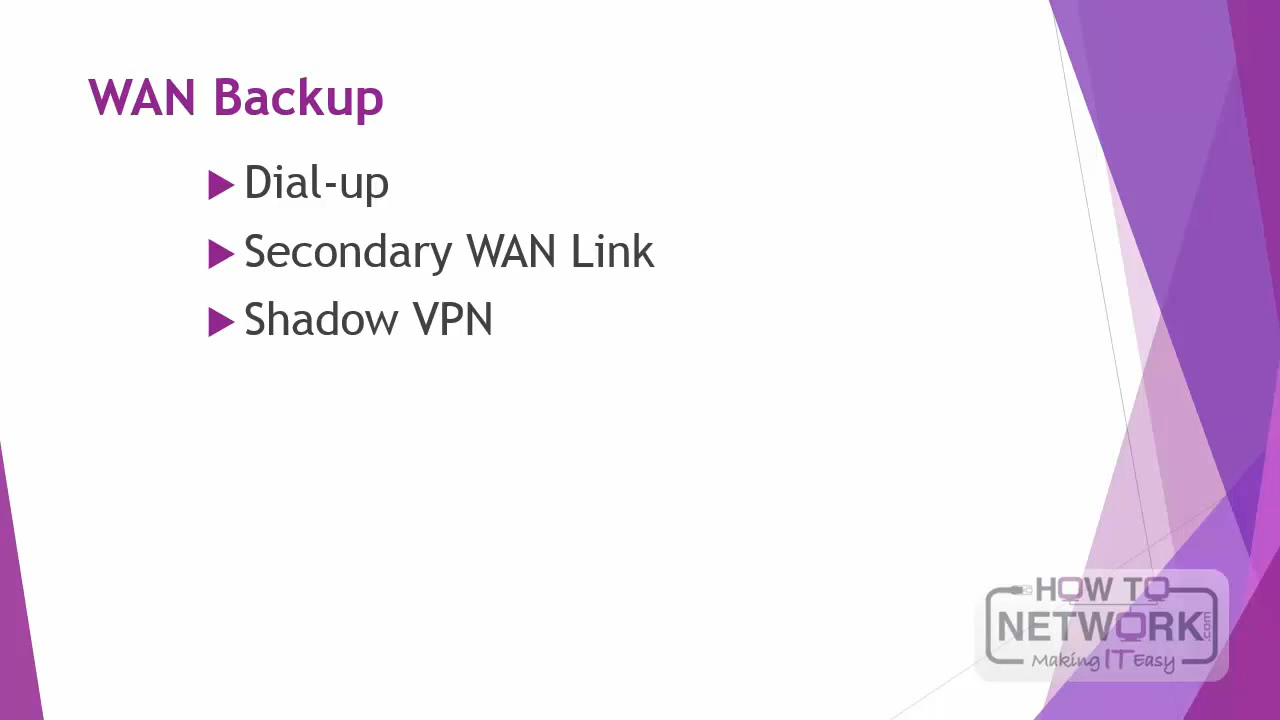 WAN Backup
Dial-up
Secondary WAN Link
Shadow VPN
HOW TO
NETWORK.com
Making IT Easy